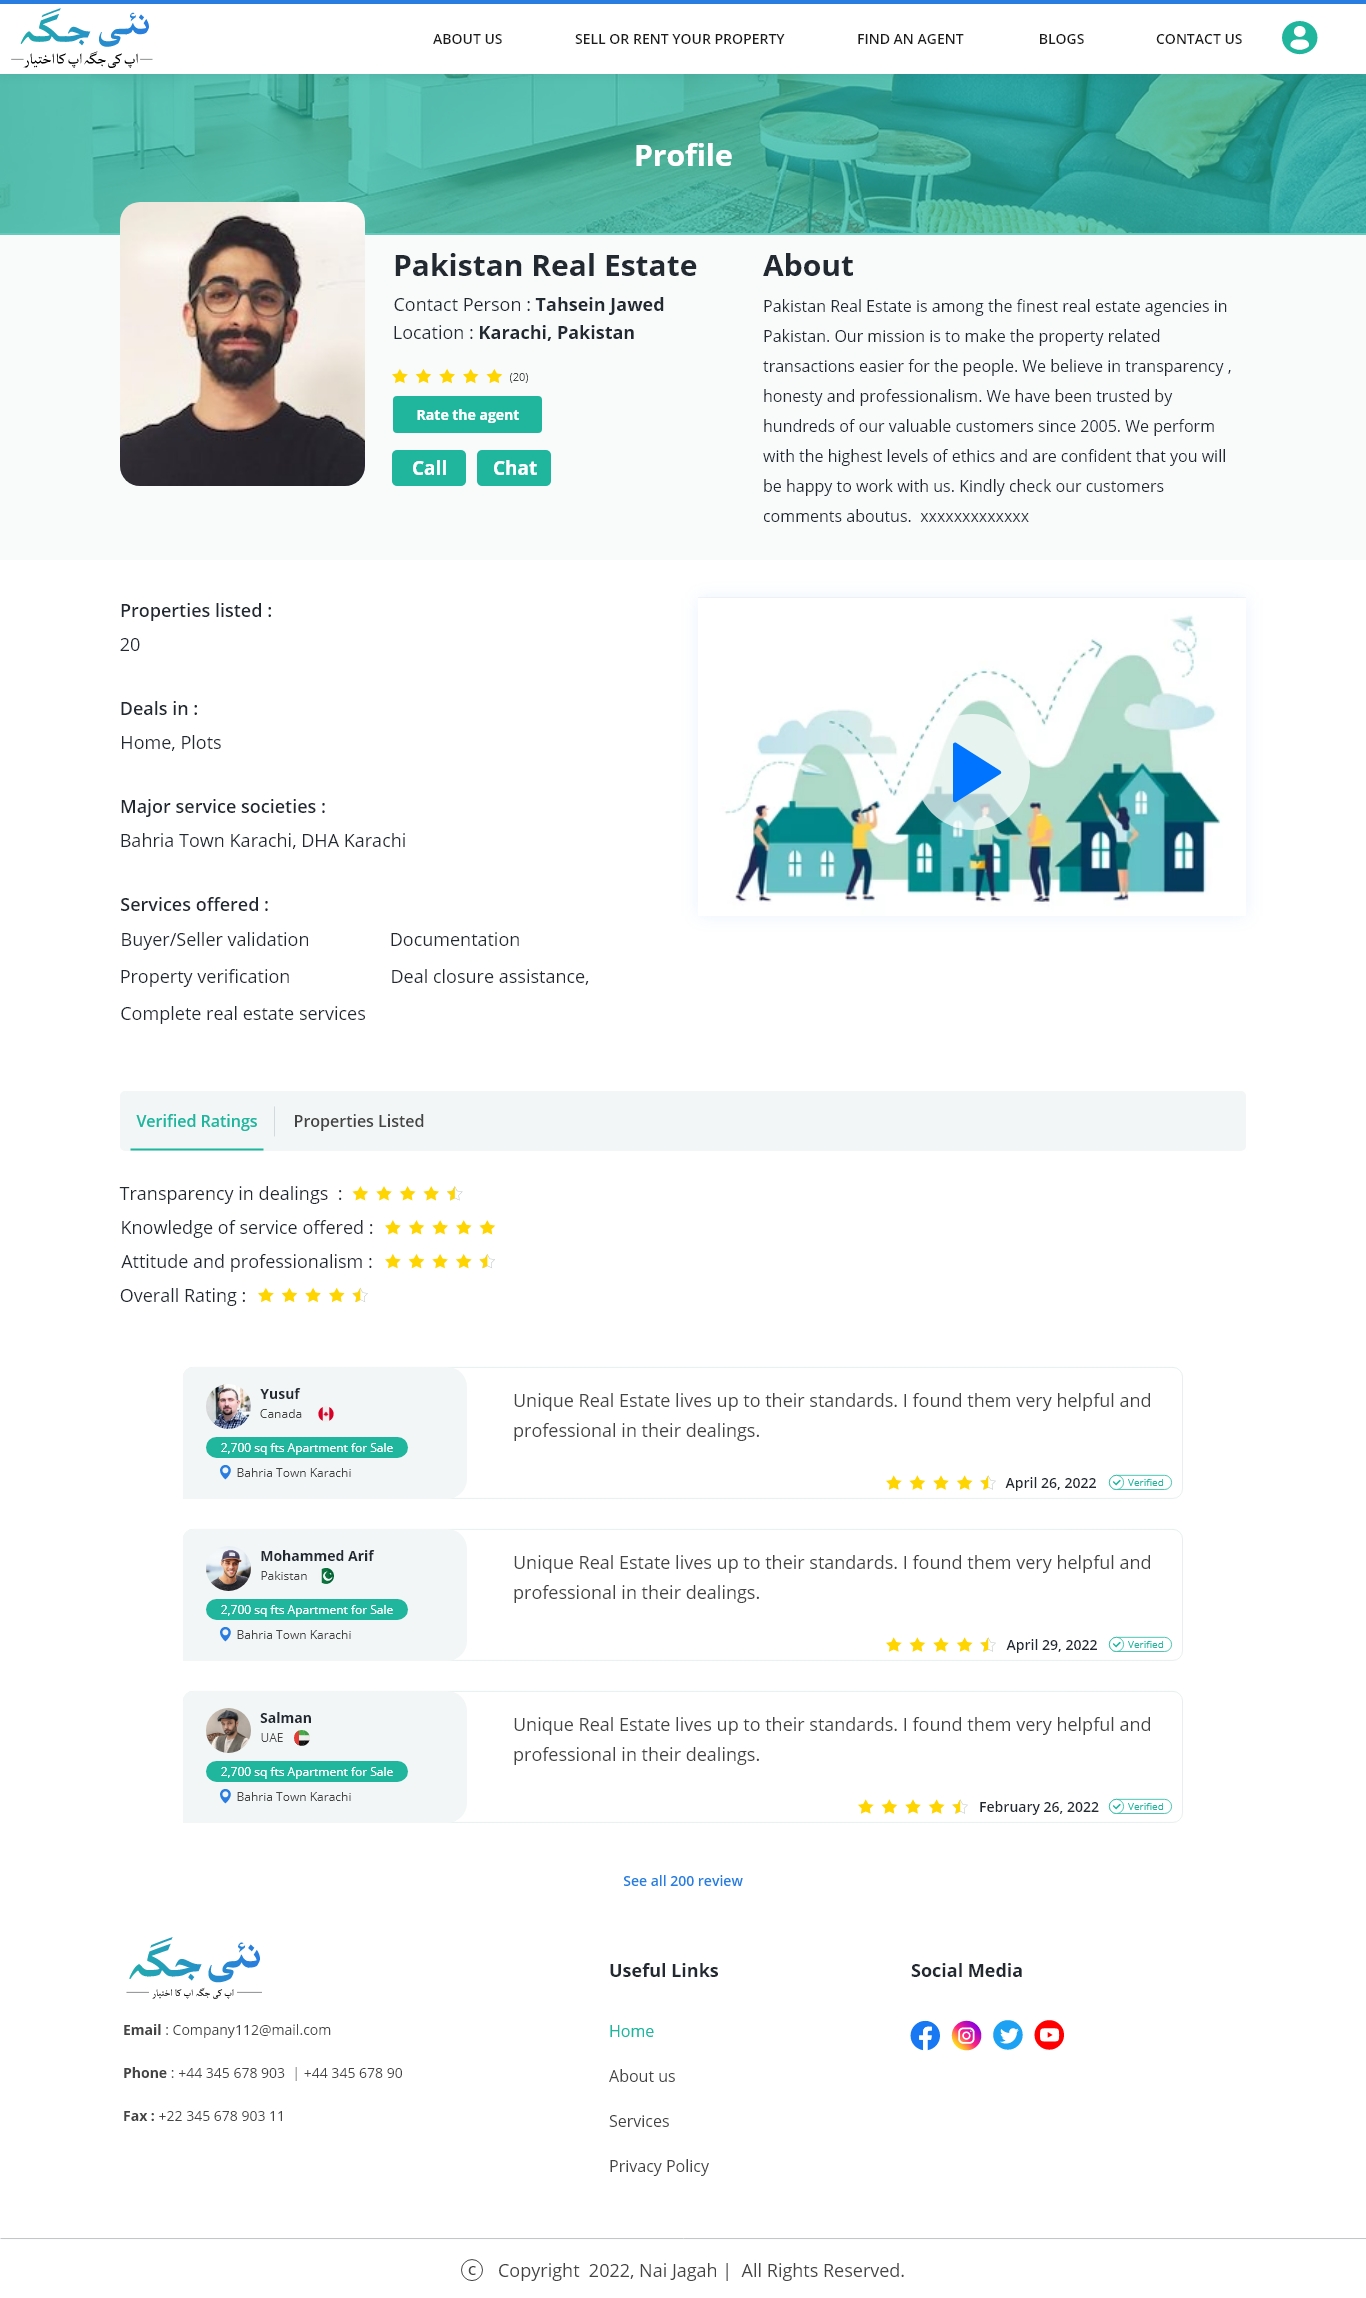 نئی جگہ
اپ کی جگہ اپ کا اختیار
ABOUT US
SELL OR RENT YOUR PROPERTY
FIND AN AGENT
BLOGS
CONTACT US
Profile
Pakistan Real Estate
Contact Person : Tahsein Jawed
Location : Karachi, Pakistan
(20)
Rate the agent
Call
Chat
About
Pakistan Real Estate is among the finest real estate agencies in
Pakistan. Our mission is to make the property related
transactions easier for the people. We believe in transparency ,
honesty and professionalism. We have been trusted by
hundreds of our valuable customers since 2005. We perform
with the highest levels of ethics and are confident that you will
be happy to work with us. Kindly check our customers
comments aboutus.  xxxxxxxxxxxxx
Properties listed :
20
Deals in :
Home, Plots
Major service societies :
Bahria Town Karachi, DHA Karachi
Services offered :
Buyer/Seller validation
Documentation
Property verification
Deal closure assistance,
Complete real estate services
Verified Ratings
Properties Listed
Transparency in dealings  :
Knowledge of service offered :
Attitude and professionalism :
Overall Rating :
Yusuf
Canada
2,700 sq fts Apartment for Sale
Bahria Town Karachi
Unique Real Estate lives up to their standards. I found them very helpful and
professional in their dealings.
April 26, 2022
Verified
Mohammed Arif
Pakistan
2,700 sq fts Apartment for Sale
Bahria Town Karachi
Unique Real Estate lives up to their standards. I found them very helpful and
professional in their dealings.
April 29, 2022
Verified
Salman
UAE
2,700 sq fts Apartment for Sale
Bahria Town Karachi
Unique Real Estate lives up to their standards. I found them very helpful and
professional in their dealings.
February 26, 2022
Verified
See all 200 review
نئی جگہ
اپ کی جگہ اپ کا اختیار
Email : Company112@mail.com
Phone : +44 345 678 903  | +44 345 678 90
Fax : +22 345 678 903 11
Useful Links
Home
About us
Services
Privacy Policy
Social Media
© Copyright  2022, Nai Jagah |  All Rights Reserved.